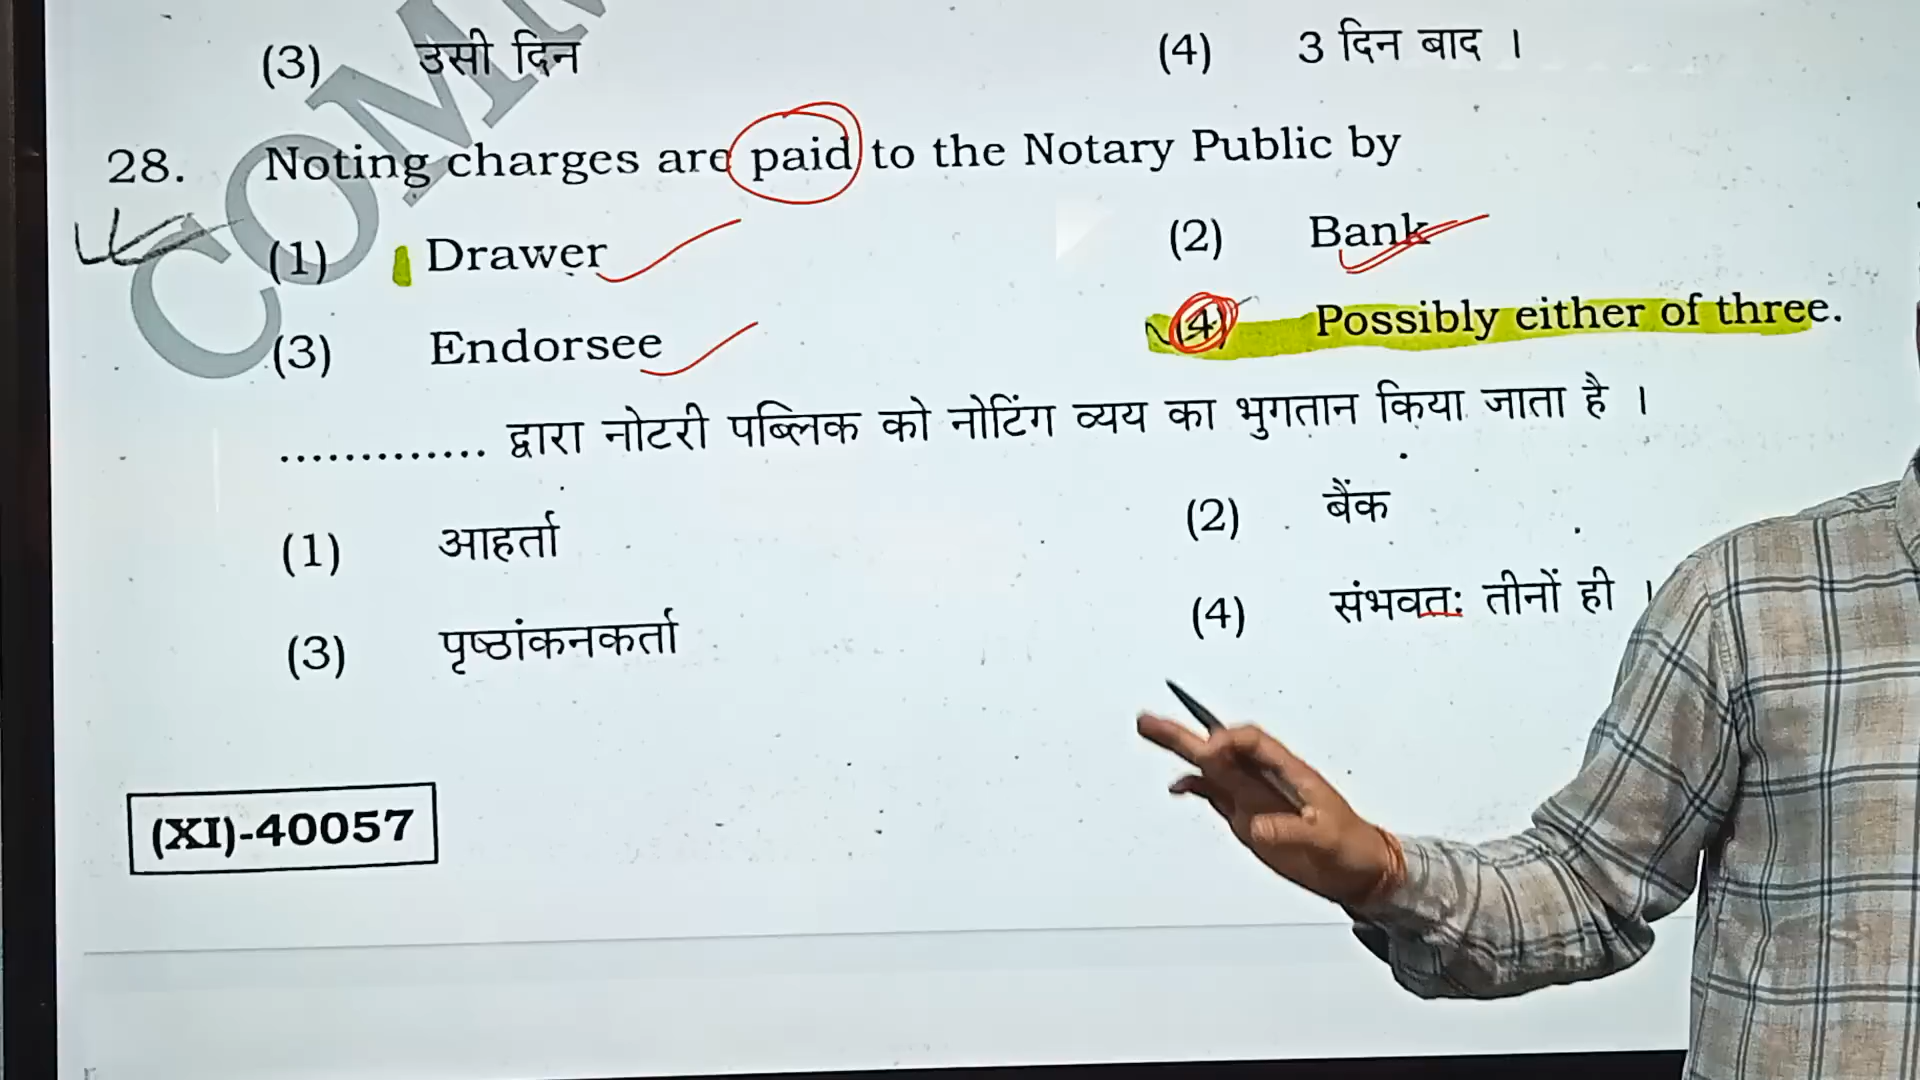 (3) उसी दिन (4) 3 दिन बाद ।
28. Noting charges are paid to the Notary Public by
(1) Drawer (2) Bank
(3) Endorsee (4) Possibly either of three.
............. द्वारा नोटरी पब्लिक को नोटिंग व्यय का भुगतान किया जाता है ।
(1) आहर्ता (2) बैंक
(3) पृष्ठांकनकर्ता (4) संभवतः तीनों ही ।
(XI)-40057
COM